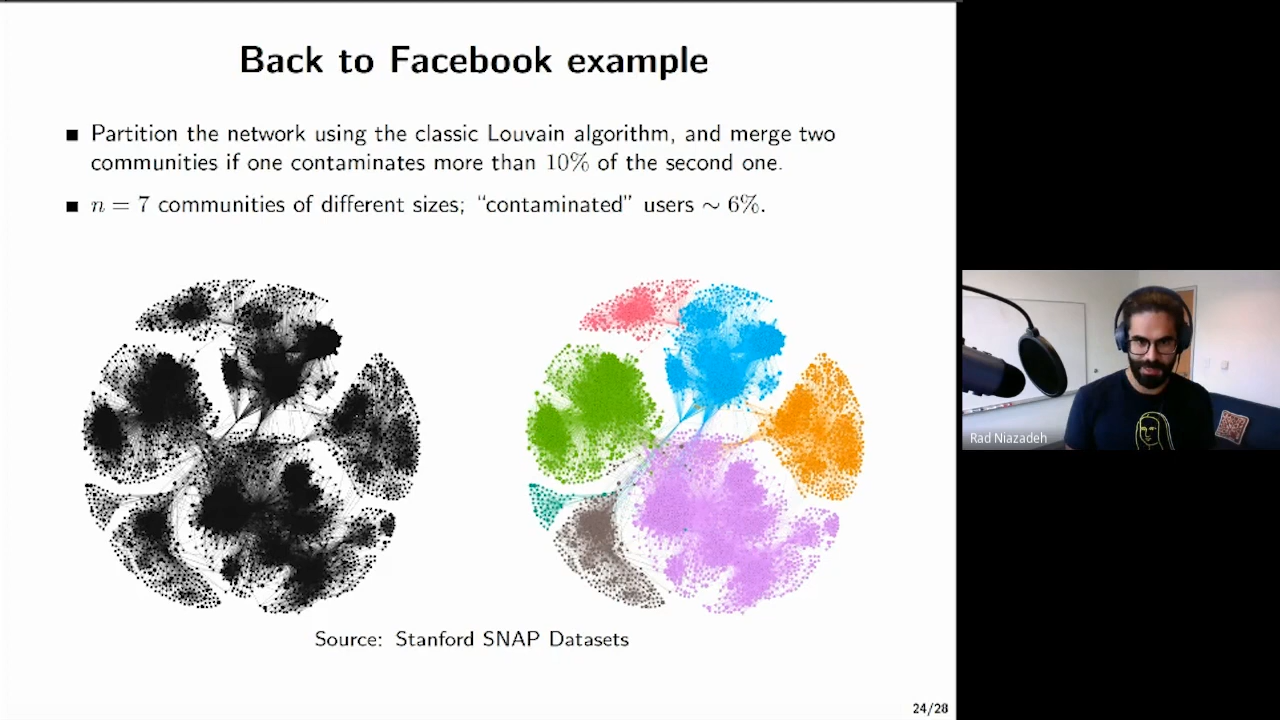 Back to Facebook example
■ Partition the network using the classic Louvain algorithm, and merge two
communities if one contaminates more than 10% of the second one.
■ n = 7 communities of different sizes; “contaminated” users ∼ 6%.
Source: Stanford SNAP Datasets
24/28
Rad Niazadeh